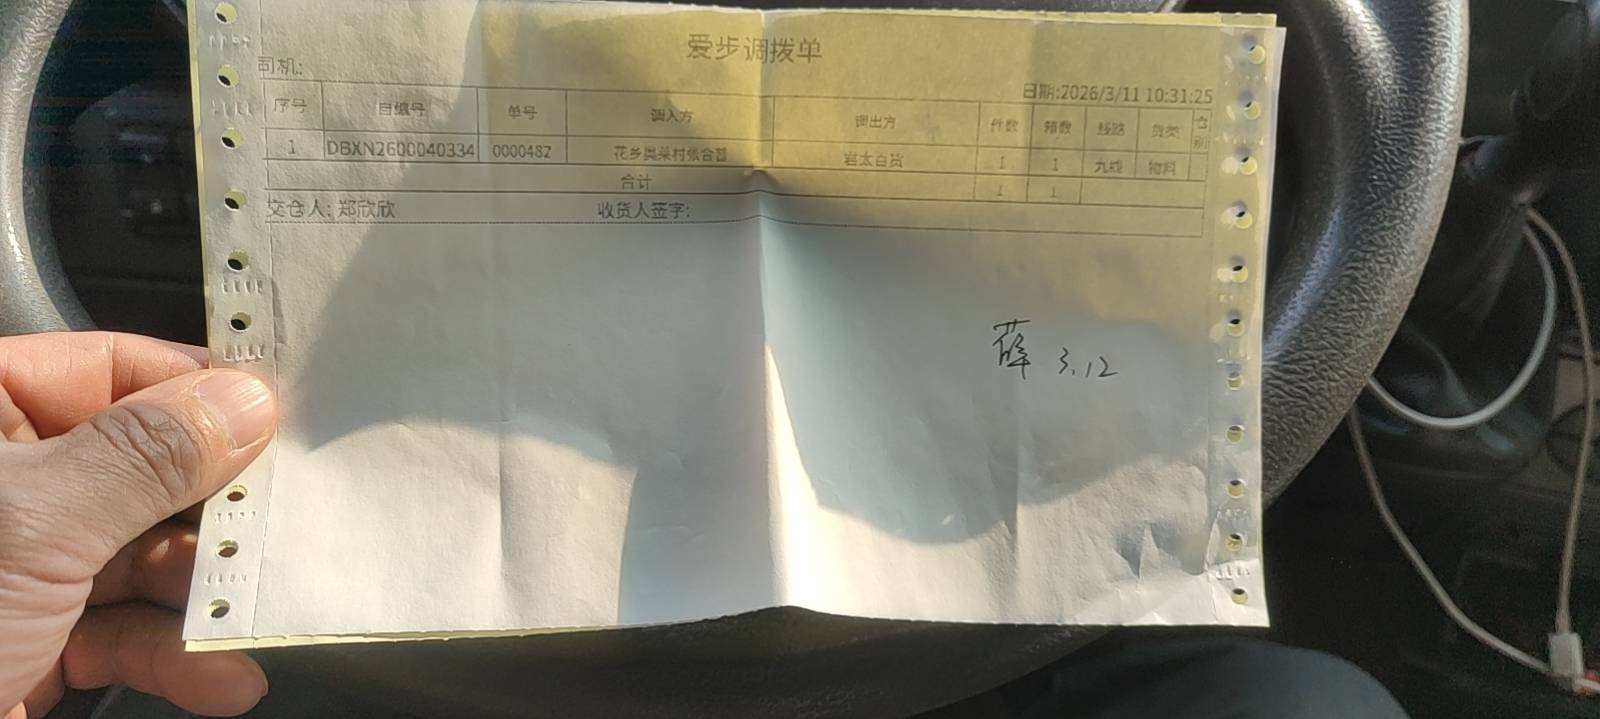 爱步调拨单
司机:
日期:2026/3/11 10:31:25
序号 自编号 单号 调入方 调出方 件数 箱数 线路 货类 仓别
1 DBXN2600040334 0000482 花乡奥莱村张合营 岩太百货 1 1 九线 物料
合计 1 1
交仓人: 郑欣欣 收货人签字:
薛 3.12